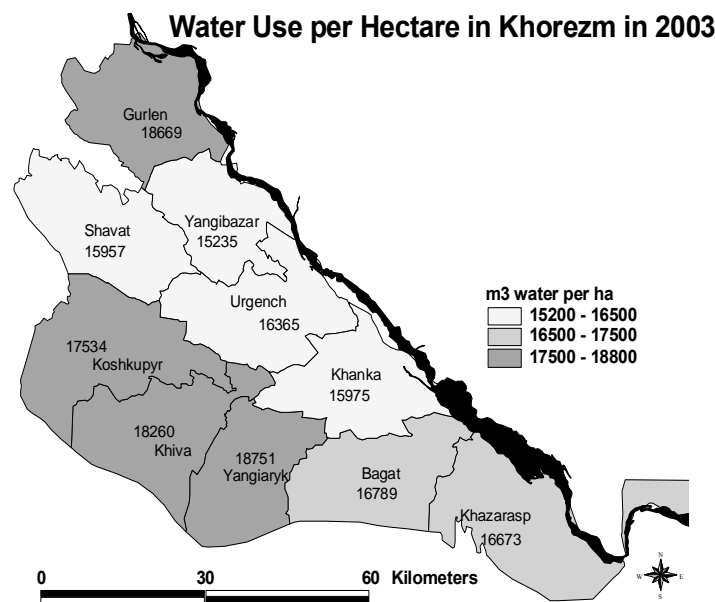 Water Use per Hectare in Khorezm in 2003
Gurlen
18669
Shavat
15957
Yangibazar
15235
Urgench
16365
m3 water per ha
15200 - 16500
16500 - 17500
17500 - 18800
17534
Koshkupyr
Khanka
15975
18260
Khiva
18751
Yangiaryk
Bagat
16789
Khazarasp
16673
N
W E
S
0 30 60 Kilometers